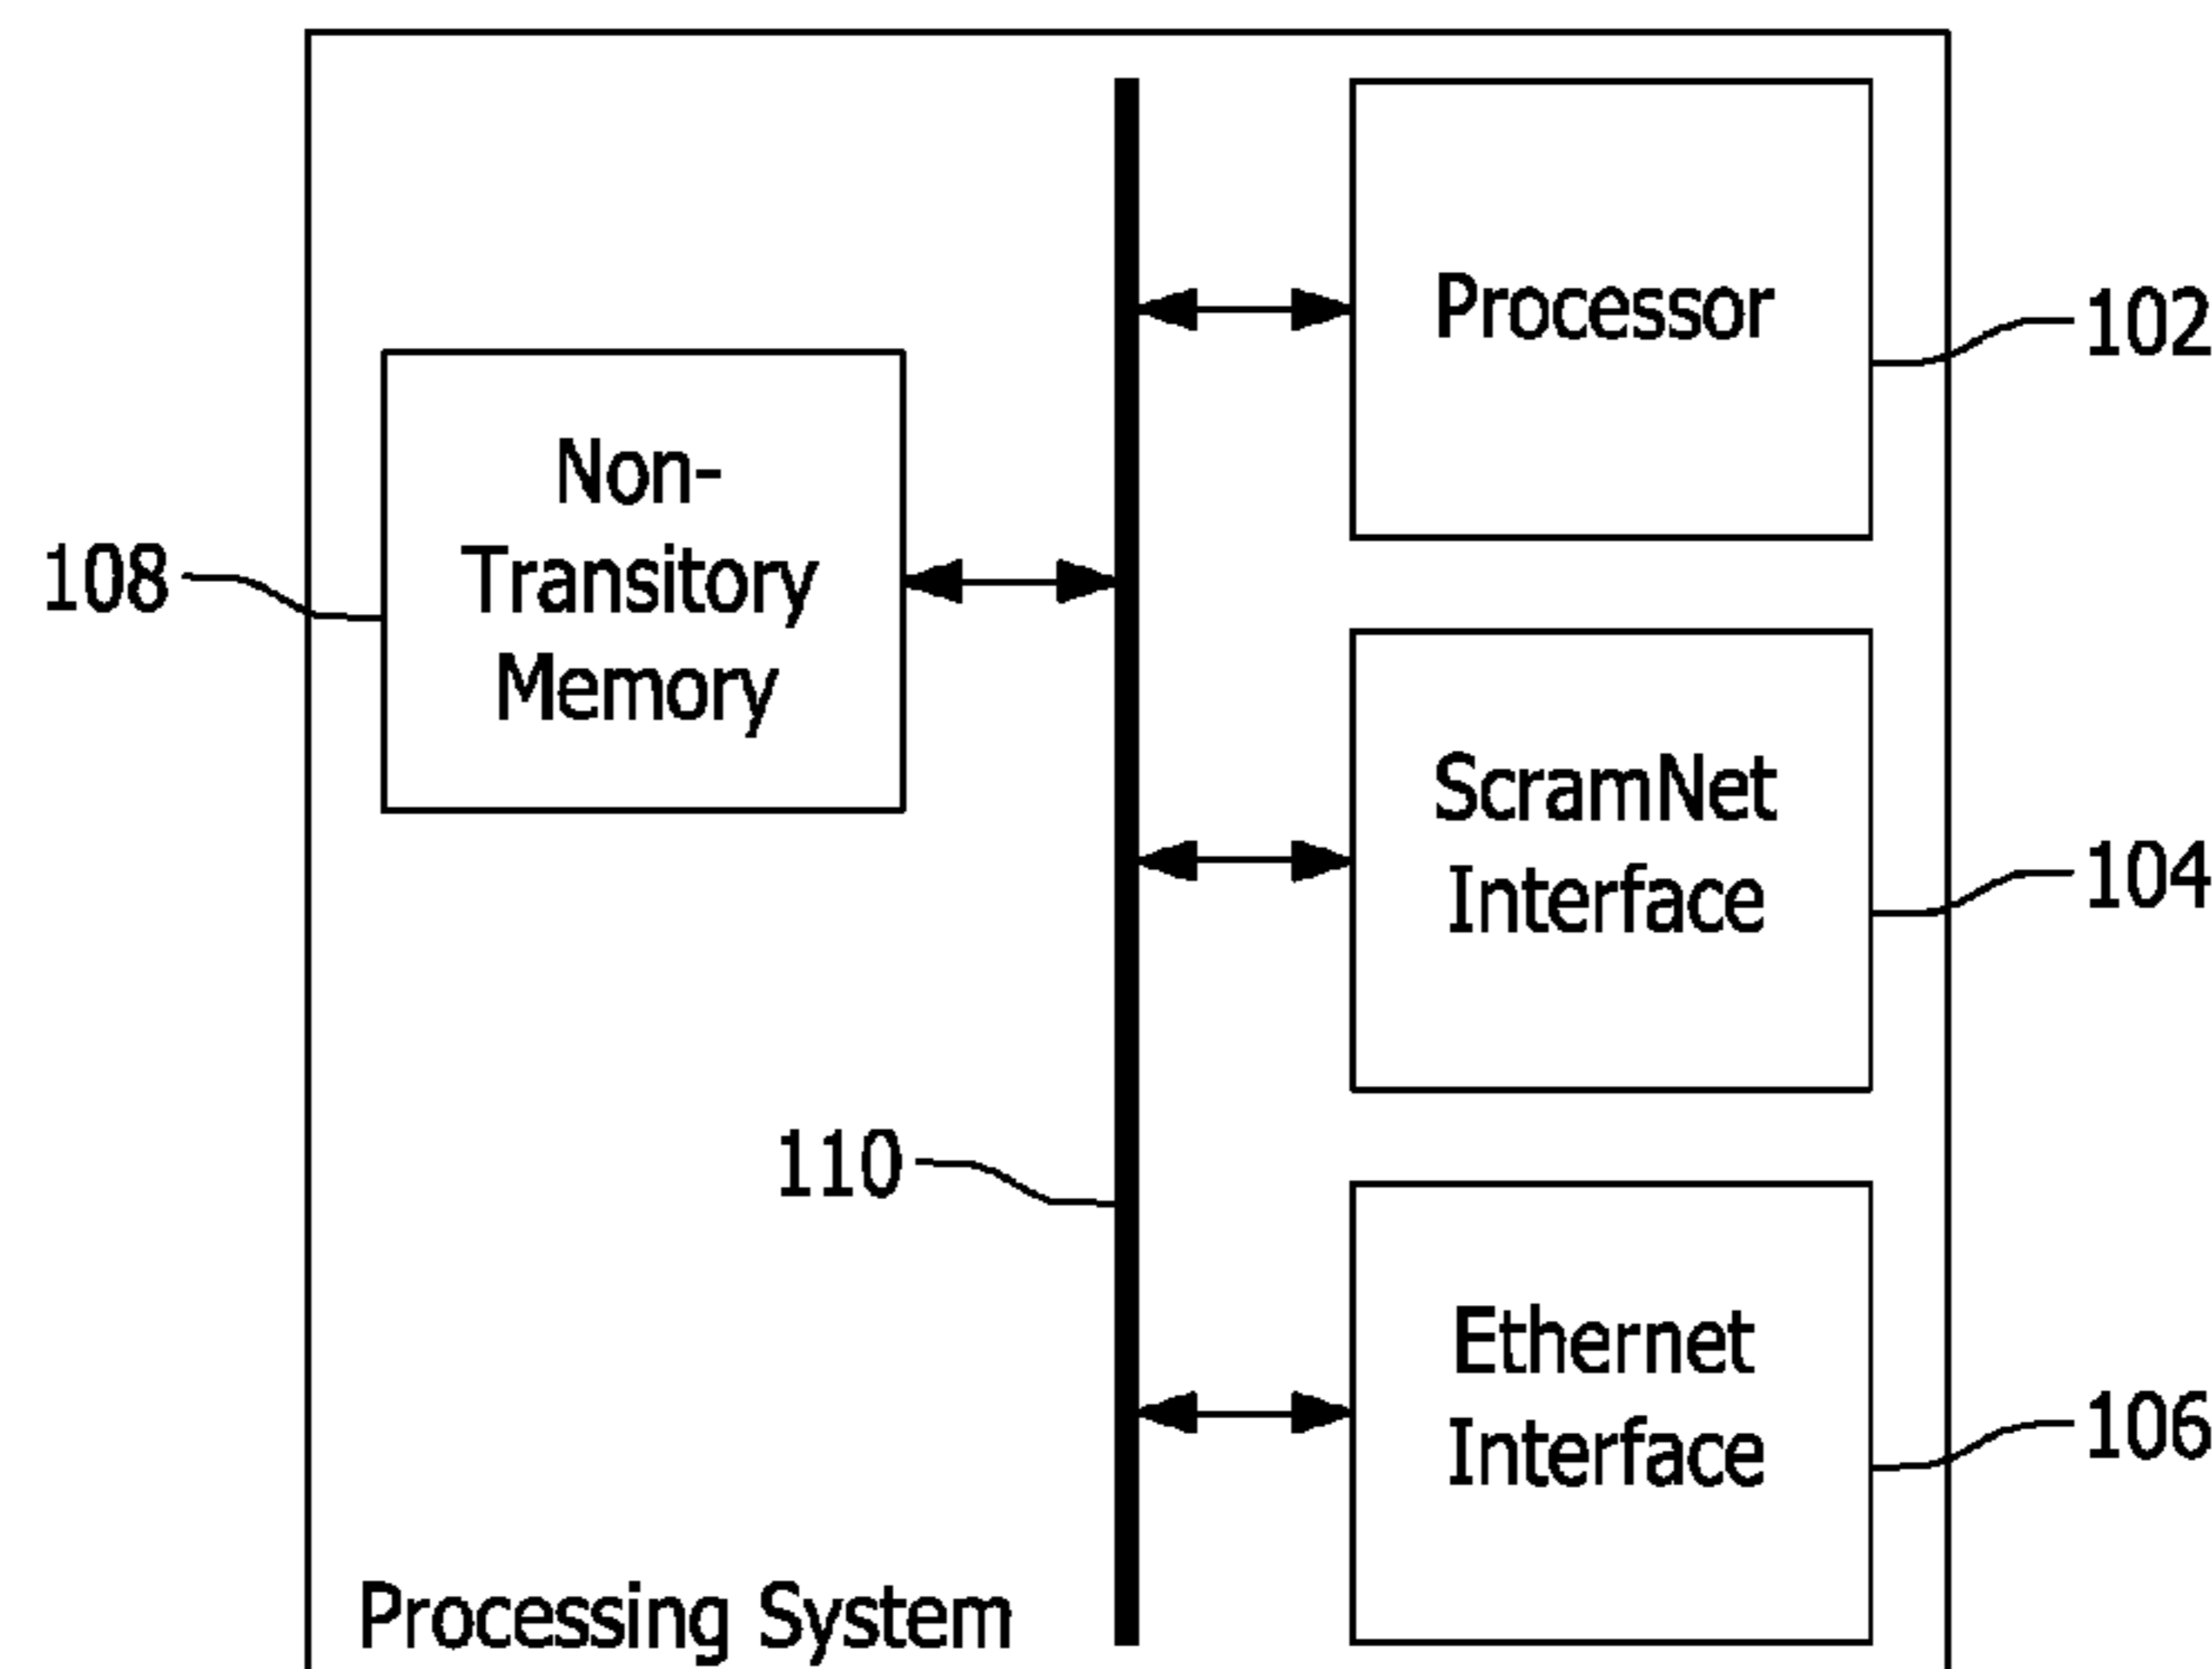 Processor
102
Non-
Transitory
Memory
108
ScramNet
Interface
104
110
Ethernet
Interface
106
Processing System